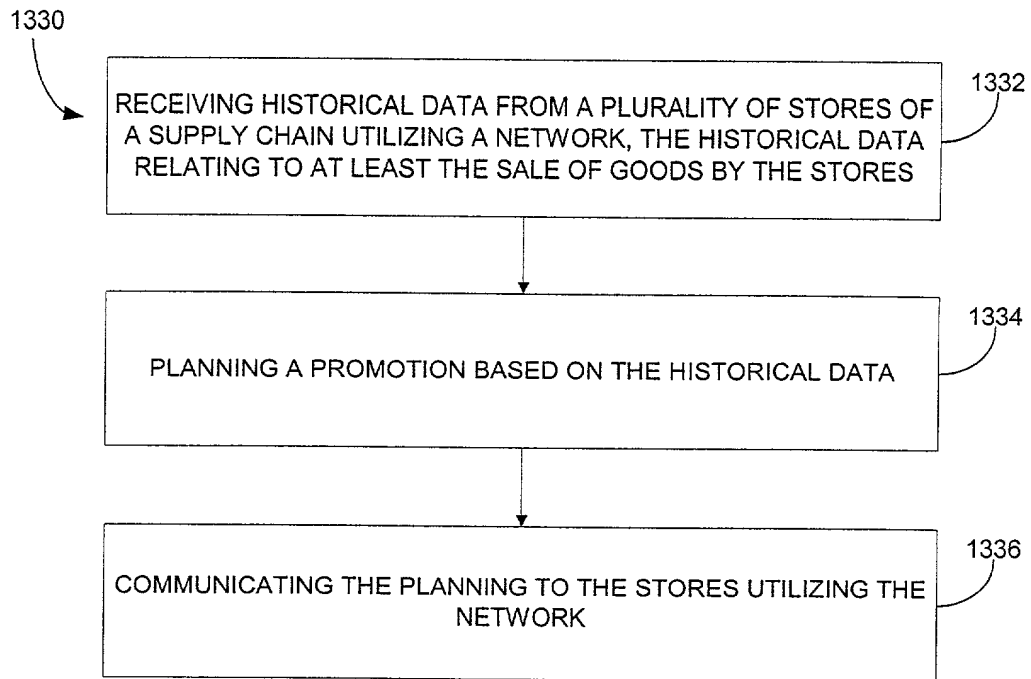 1330
1332
RECEIVING HISTORICAL DATA FROM A PLURALITY OF STORES OF
A SUPPLY CHAIN UTILIZING A NETWORK, THE HISTORICAL DATA
RELATING TO AT LEAST THE SALE OF GOODS BY THE STORES
1334
PLANNING A PROMOTION BASED ON THE HISTORICAL DATA
1336
COMMUNICATING THE PLANNING TO THE STORES UTILIZING THE
NETWORK